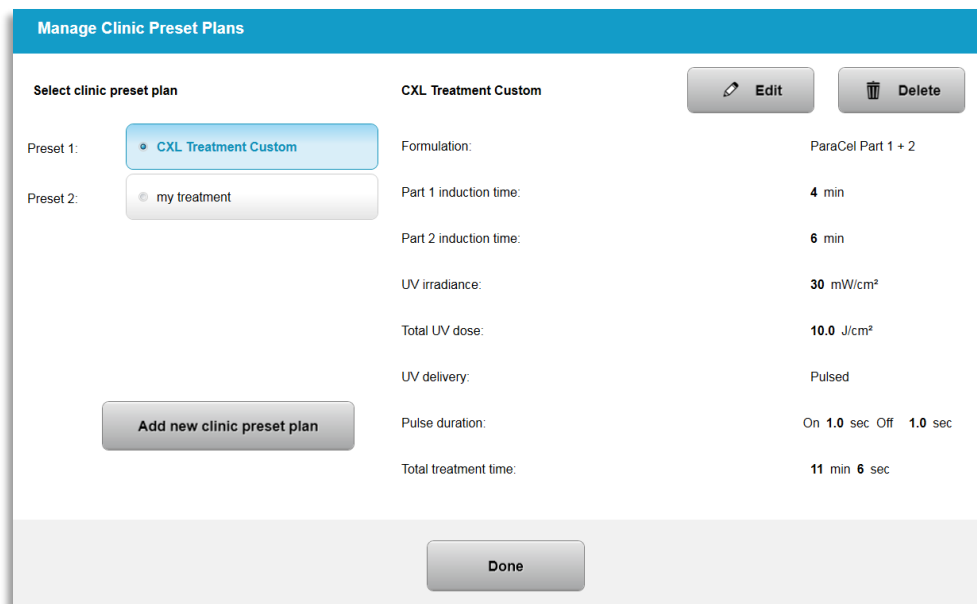 Manage Clinic Preset Plans
Select clinic preset plan
Preset 1: CXL Treatment Custom
Preset 2: my treatment
Add new clinic preset plan
CXL Treatment Custom
Edit
Delete
Formulation: ParaCel Part 1 + 2
Part 1 induction time: 4 min
Part 2 induction time: 6 min
UV irradiance: 30 mW/cm²
Total UV dose: 10.0 J/cm²
UV delivery: Pulsed
Pulse duration: On 1.0 sec Off 1.0 sec
Total treatment time: 11 min 6 sec
Done